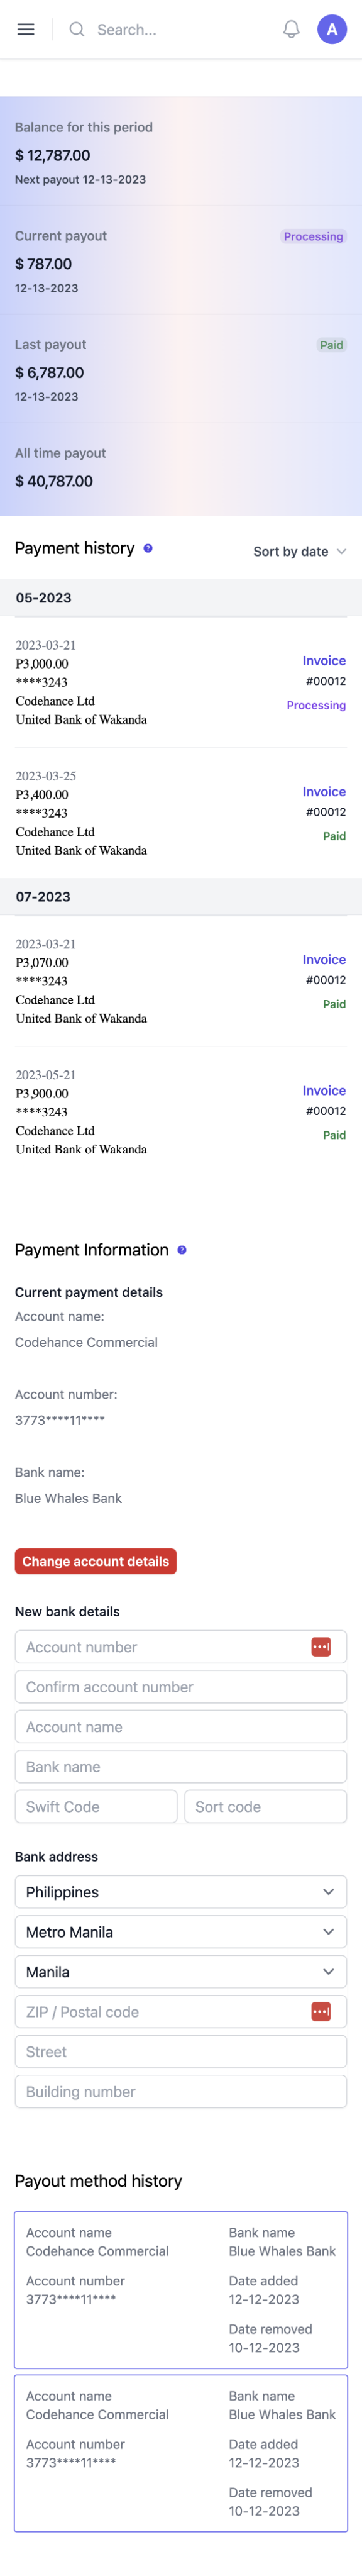 Search...
A
Balance for this period
$ 12,787.00
Next payout 12-13-2023
Current payout Processing
$ 787.00
12-13-2023
Last payout Paid
$ 6,787.00
12-13-2023
All time payout
$ 40,787.00
Payment history ?
Sort by date
05-2023
2023-03-21
P3,000.00
****3243
Codehance Ltd
United Bank of Wakanda
Invoice
#00012
Processing
2023-03-25
P3,400.00
****3243
Codehance Ltd
United Bank of Wakanda
Invoice
#00012
Paid
07-2023
2023-03-21
P3,070.00
****3243
Codehance Ltd
United Bank of Wakanda
Invoice
#00012
Paid
2023-05-21
P3,900.00
****3243
Codehance Ltd
United Bank of Wakanda
Invoice
#00012
Paid
Payment Information ?
Current payment details
Account name:
Codehance Commercial
Account number:
3773****11****
Bank name:
Blue Whales Bank
Change account details
New bank details
Account number
Confirm account number
Account name
Bank name
Swift Code
Sort code
Bank address
Philippines
Metro Manila
Manila
ZIP / Postal code
Street
Building number
Payout method history
Account name
Codehance Commercial
Account number
3773****11****
Bank name
Blue Whales Bank
Date added
12-12-2023
Date removed
10-12-2023
Account name
Codehance Commercial
Account number
3773****11****
Bank name
Blue Whales Bank
Date added
12-12-2023
Date removed
10-12-2023